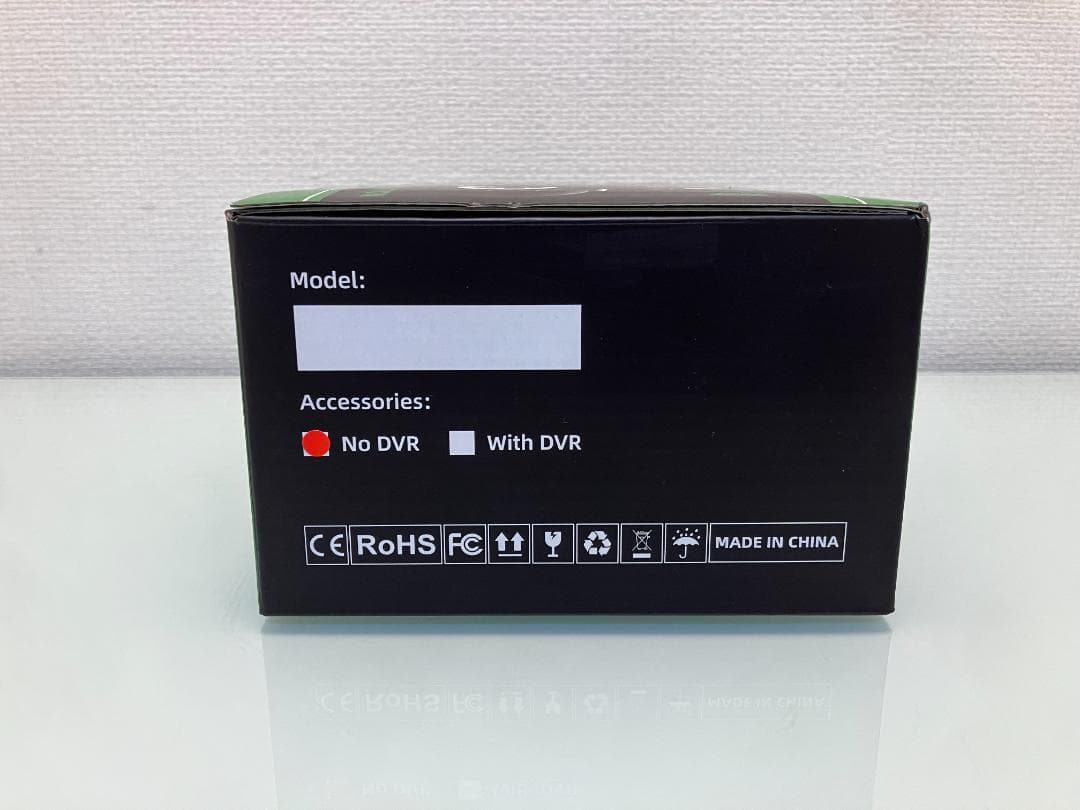 Model:
Accessories:
No DVR With DVR
CE RoHS FC MADE IN CHINA